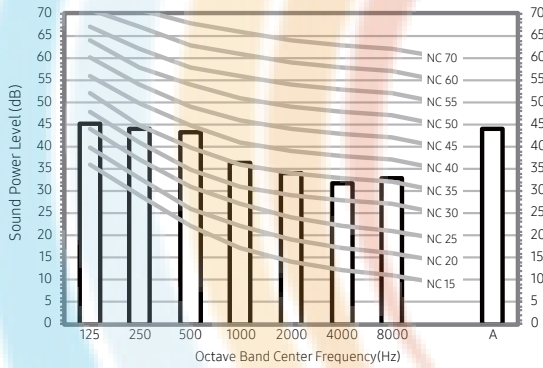 70 70
65 65
60 60
55 55
50 50
45 45
40 40
35 35
30 30
25 25
20 20
15 15
10 10
5 5
0 0
Sound Power Level (dB)
NC 70
NC 60
NC 55
NC 50
NC 45
NC 40
NC 35
NC 30
NC 25
NC 20
NC 15
125 250 500 1000 2000 4000 8000 A
Octave Band Center Frequency(Hz)